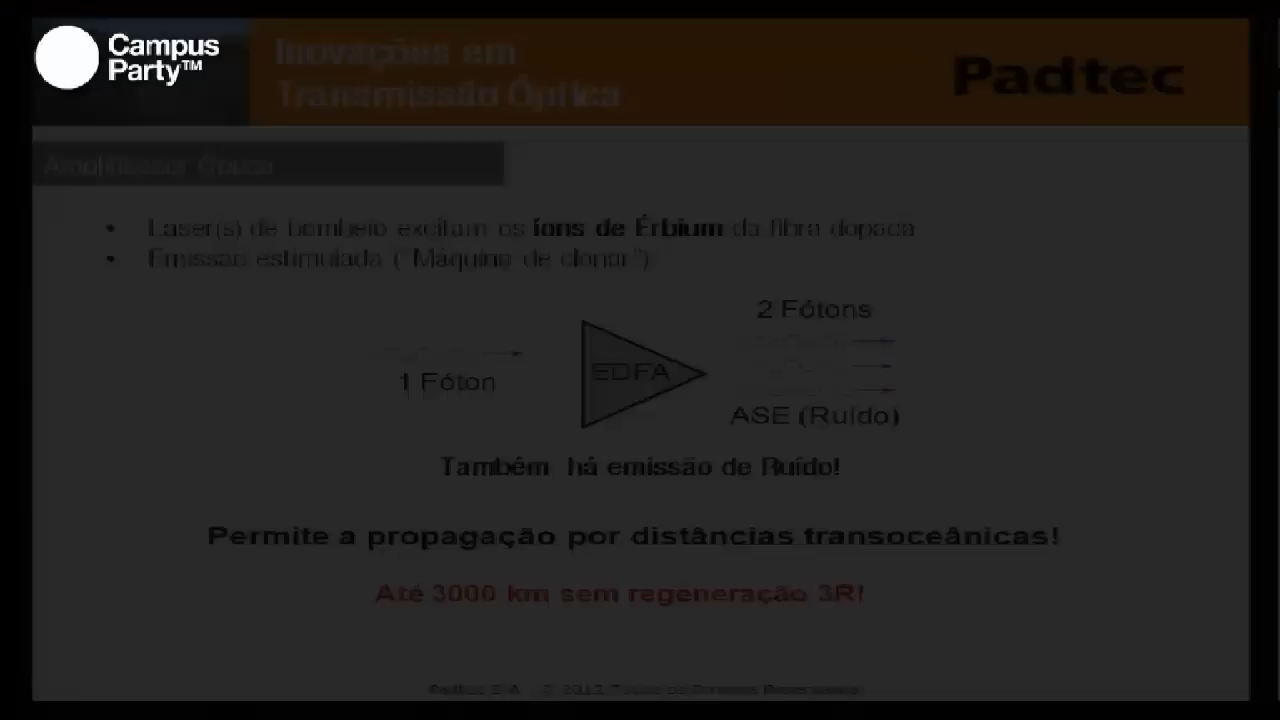 Campus
Party™
Inovações em
Transmissão Óptica
Padtec
Amplificador Óptico
• Laser(s) de bombeio excitam os íons de Érbium da fibra dopada
• Emissão estimulada ("Máquina de clonar")
2 Fótons
EDFA
1 Fóton
ASE (Ruído)
Também há emissão de Ruído!
Permite a propagação por distâncias transoceânicas!
Até 3000 km sem regeneração 3R!
Padtec S/A